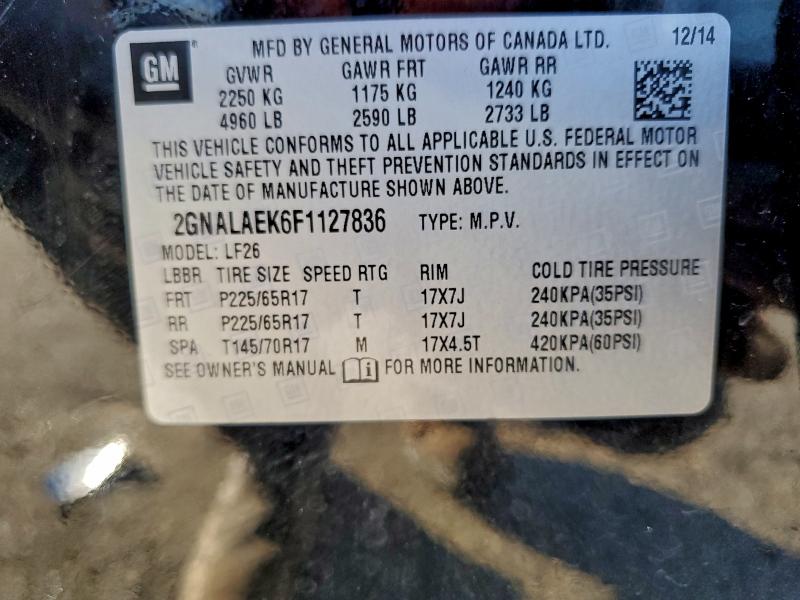 GM
MFD BY GENERAL MOTORS OF CANADA LTD. 12/14
GVWR GAWR FRT GAWR RR
2250 KG 1175 KG 1240 KG
4960 LB 2590 LB 2733 LB
THIS VEHICLE CONFORMS TO ALL APPLICABLE U.S. FEDERAL MOTOR
VEHICLE SAFETY AND THEFT PREVENTION STANDARDS IN EFFECT ON
THE DATE OF MANUFACTURE SHOWN ABOVE.
2GNALAEK6F1127836 TYPE: M.P.V.
MODEL: LF26
LBBR TIRE SIZE SPEED RTG RIM COLD TIRE PRESSURE
FRT P225/65R17 T 17X7J 240KPA(35PSI)
RR P225/65R17 T 17X7J 240KPA(35PSI)
SPA T145/70R17 M 17X4.5T 420KPA(60PSI)
SEE OWNER'S MANUAL i FOR MORE INFORMATION.